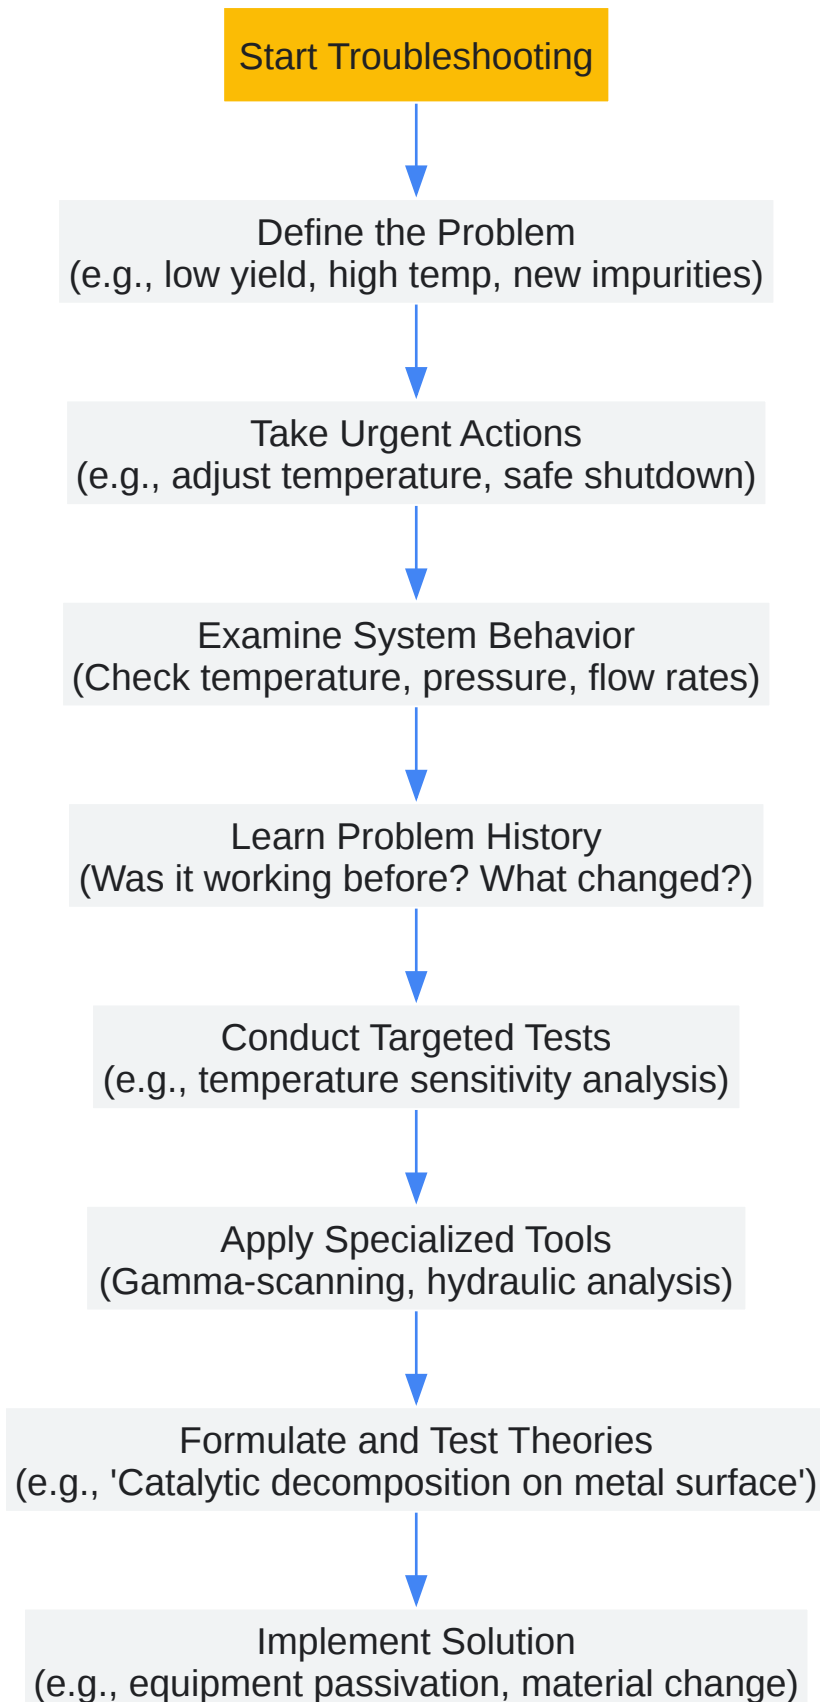 Start Troubleshooting
Define the Problem
(e.g., low yield, high temp, new impurities)
Take Urgent Actions
(e.g., adjust temperature, safe shutdown)
Examine System Behavior
(Check temperature, pressure, flow rates)
Learn Problem History
(Was it working before? What changed?)
Conduct Targeted Tests
(e.g., temperature sensitivity analysis)
Apply Specialized Tools
(Gamma-scanning, hydraulic analysis)
Formulate and Test Theories
(e.g., 'Catalytic decomposition on metal surface')
Implement Solution
(e.g., equipment passivation, material change)